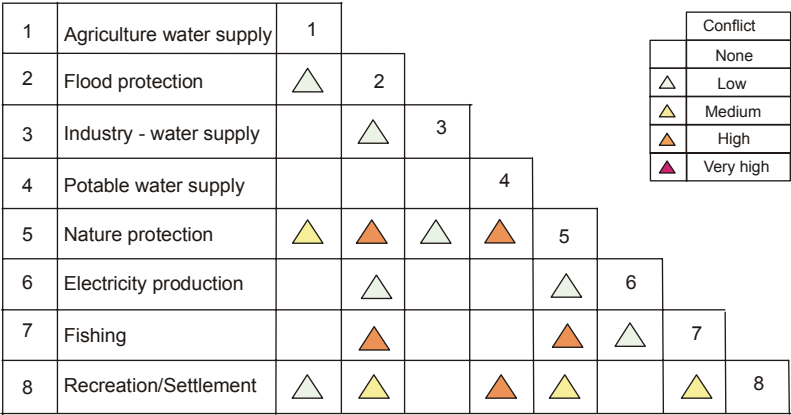 1 Agriculture water supply 1
2 Flood protection 2
3 Industry - water supply 3
4 Potable water supply 4
5 Nature protection 5
6 Electricity production 6
7 Fishing 7
8 Recreation/Settlement 8
Conflict
None
Low
Medium
High
Very high